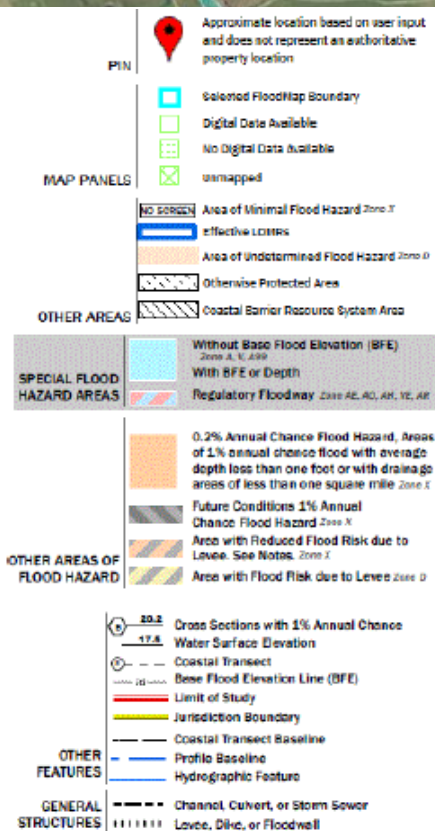 PIN
Approximate location based on user input
and does not represent an authoritative
property location
MAP PANELS
Selected FloodMap Boundary
Digital Data Available
No Digital Data Available
Unmapped
OTHER AREAS
NO SCREEN Area of Minimal Flood Hazard Zone X
Effective LOMRs
Area of Undetermined Flood Hazard Zone D
Otherwise Protected Area
Coastal Barrier Resource System Area
SPECIAL FLOOD
HAZARD AREAS
Without Base Flood Elevation (BFE)
Zone A, V, A99
With BFE or Depth
Regulatory Floodway Zone AE, AO, AH, VE, AR
OTHER AREAS OF
FLOOD HAZARD
0.2% Annual Chance Flood Hazard, Areas
of 1% annual chance flood with average
depth less than one foot or with drainage
areas of less than one square mile Zone X
Future Conditions 1% Annual
Chance Flood Hazard Zone X
Area with Reduced Flood Risk due to
Levee. See Notes. Zone X
Area with Flood Risk due to Levee Zone D
OTHER
FEATURES
B 20.2 Cross Sections with 1% Annual Chance
17.5 Water Surface Elevation
Coastal Transect
Base Flood Elevation Line (BFE)
Limit of Study
Jurisdiction Boundary
Coastal Transect Baseline
Profile Baseline
Hydrographic Feature
GENERAL
STRUCTURES
Channel, Culvert, or Storm Sewer
Levee, Dike, or Floodwall